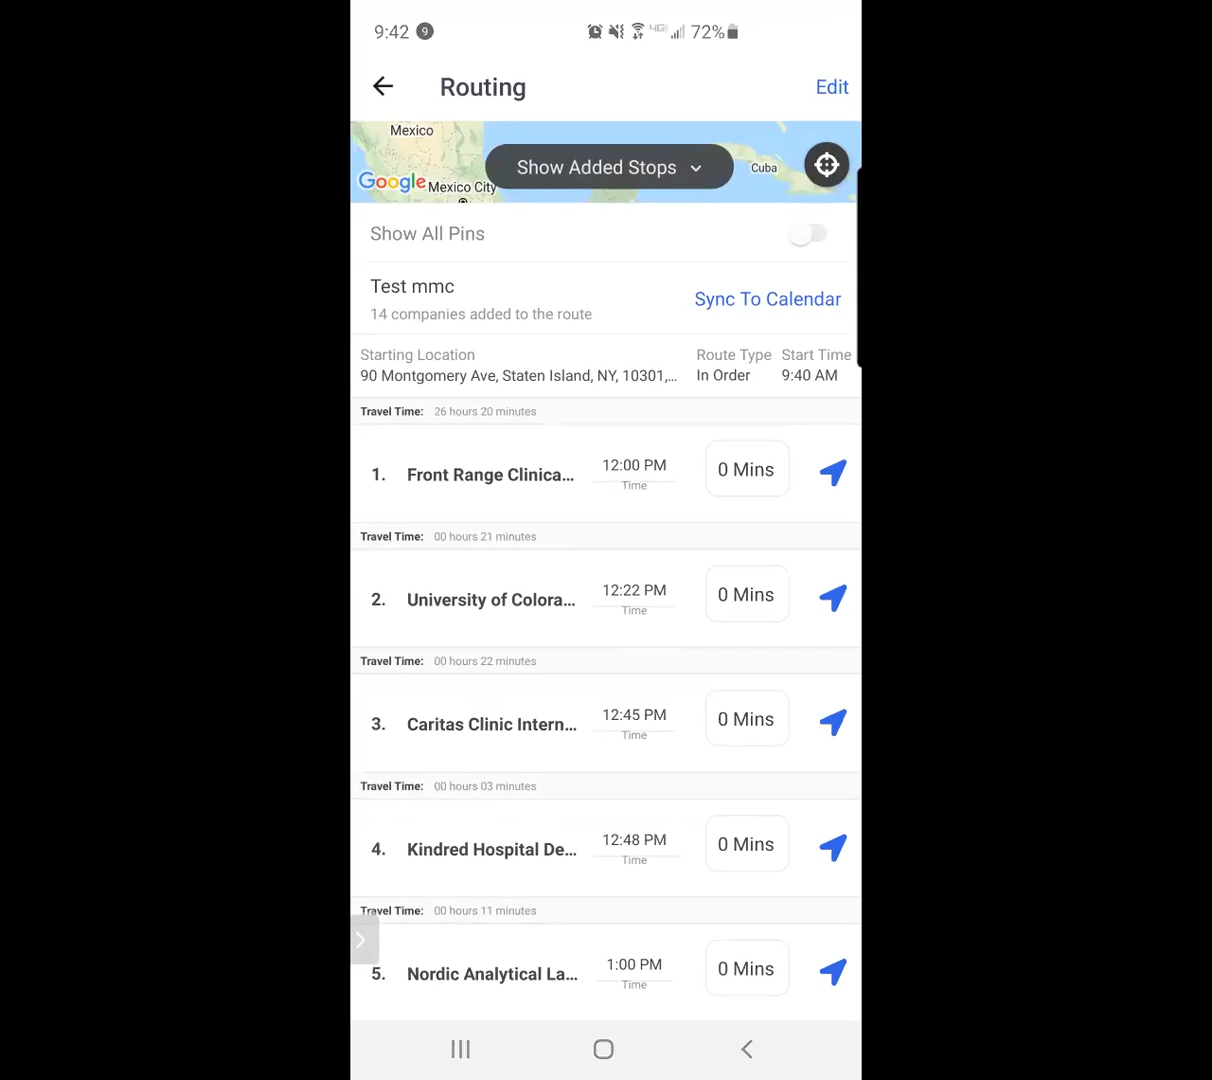 9:42 9 4G 72%
Routing Edit
Mexico
Show Added Stops
Cuba
Google Mexico City
Show All Pins
Test mmc
Sync To Calendar
14 companies added to the route
Starting Location Route Type Start Time
90 Montgomery Ave, Staten Island, NY, 10301,... In Order 9:40 AM
Travel Time: 26 hours 20 minutes
1. Front Range Clinica... 12:00 PM 0 Mins
Time
Travel Time: 00 hours 21 minutes
2. University of Colora... 12:22 PM 0 Mins
Time
Travel Time: 00 hours 22 minutes
3. Caritas Clinic Intern... 12:45 PM 0 Mins
Time
Travel Time: 00 hours 03 minutes
4. Kindred Hospital De... 12:48 PM 0 Mins
Time
Travel Time: 00 hours 11 minutes
5. Nordic Analytical La... 1:00 PM 0 Mins
Time